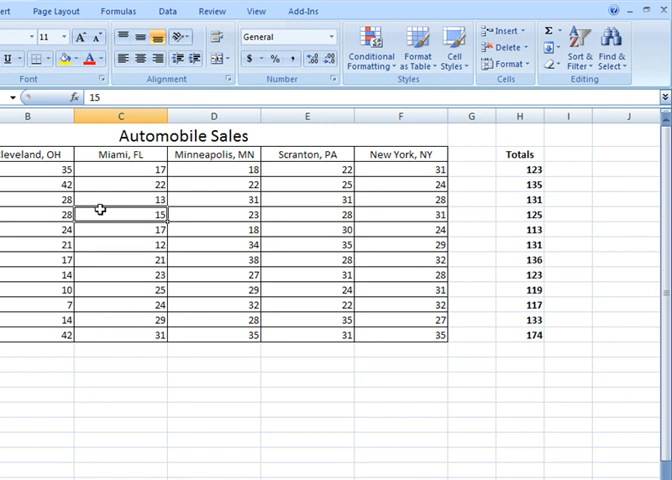 ert Page Layout Formulas Data Review View Add-Ins
11 A A General Conditional Formatting Format as Table Cell Styles Insert Delete Format Σ Sort & Filter Find & Select
U A $ % ,
Font Alignment Number Styles Cells Editing
fx 15
B C D E F G H I J
Automobile Sales
Cleveland, OH Miami, FL Minneapolis, MN Scranton, PA New York, NY Totals
35 17 18 22 31 123
42 22 22 25 24 135
28 13 31 31 28 131
28 15 23 28 31 125
24 17 18 30 24 113
21 12 34 35 29 131
17 21 38 28 32 136
14 23 27 31 28 123
10 25 29 24 31 119
7 24 32 22 32 117
14 29 28 35 27 133
42 31 35 31 35 174